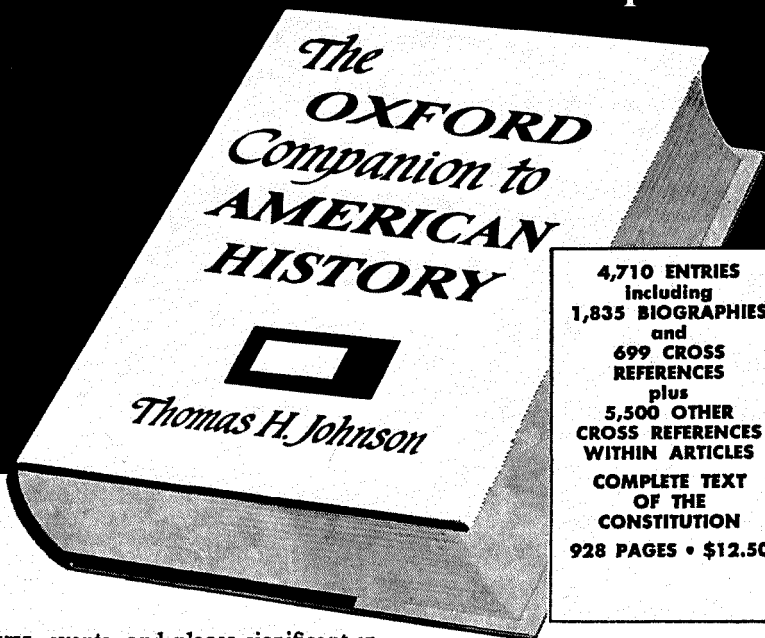 The
OXFORD
Companion to
AMERICAN
HISTORY
Thomas H. Johnson
4,710 ENTRIES
including
1,835 BIOGRAPHIES
and
699 CROSS
REFERENCES
plus
5,500 OTHER
CROSS REFERENCES
WITHIN ARTICLES
COMPLETE TEXT
OF THE
CONSTITUTION
928 PAGES • $12.50
events, and places significant in